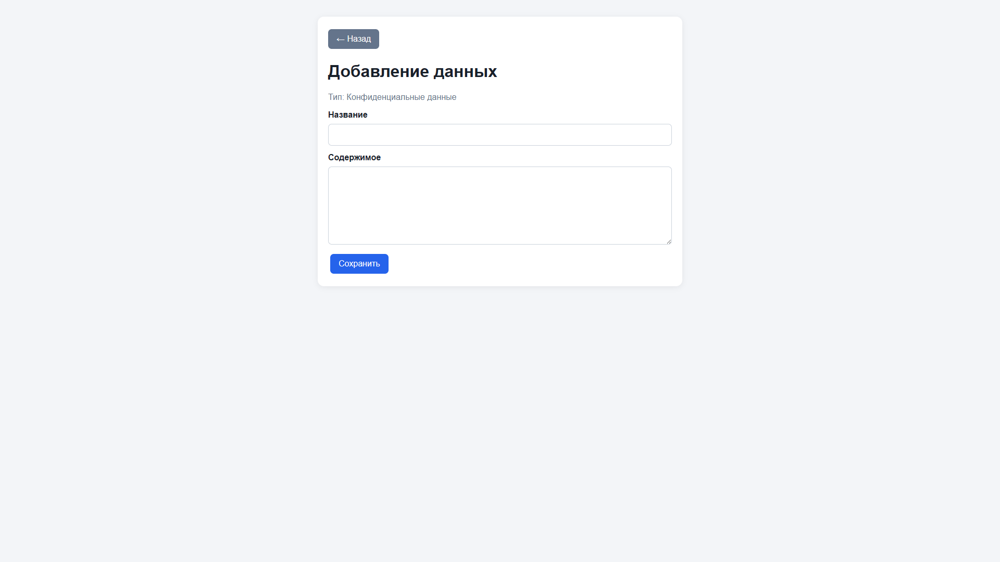 ← Назад
Добавление данных
Тип: Конфиденциальные данные
Название
Содержимое
Сохранить